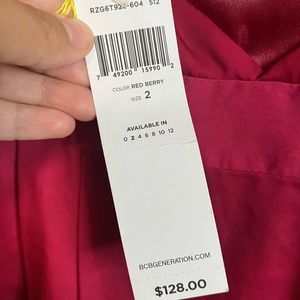 RZG6T928-604 512
7 49200 15990 2
COLOR RED BERRY
SIZE 2
AVAILABLE IN
0 2 4 6 8 10 12
BCBGENERATION.COM
$128.00